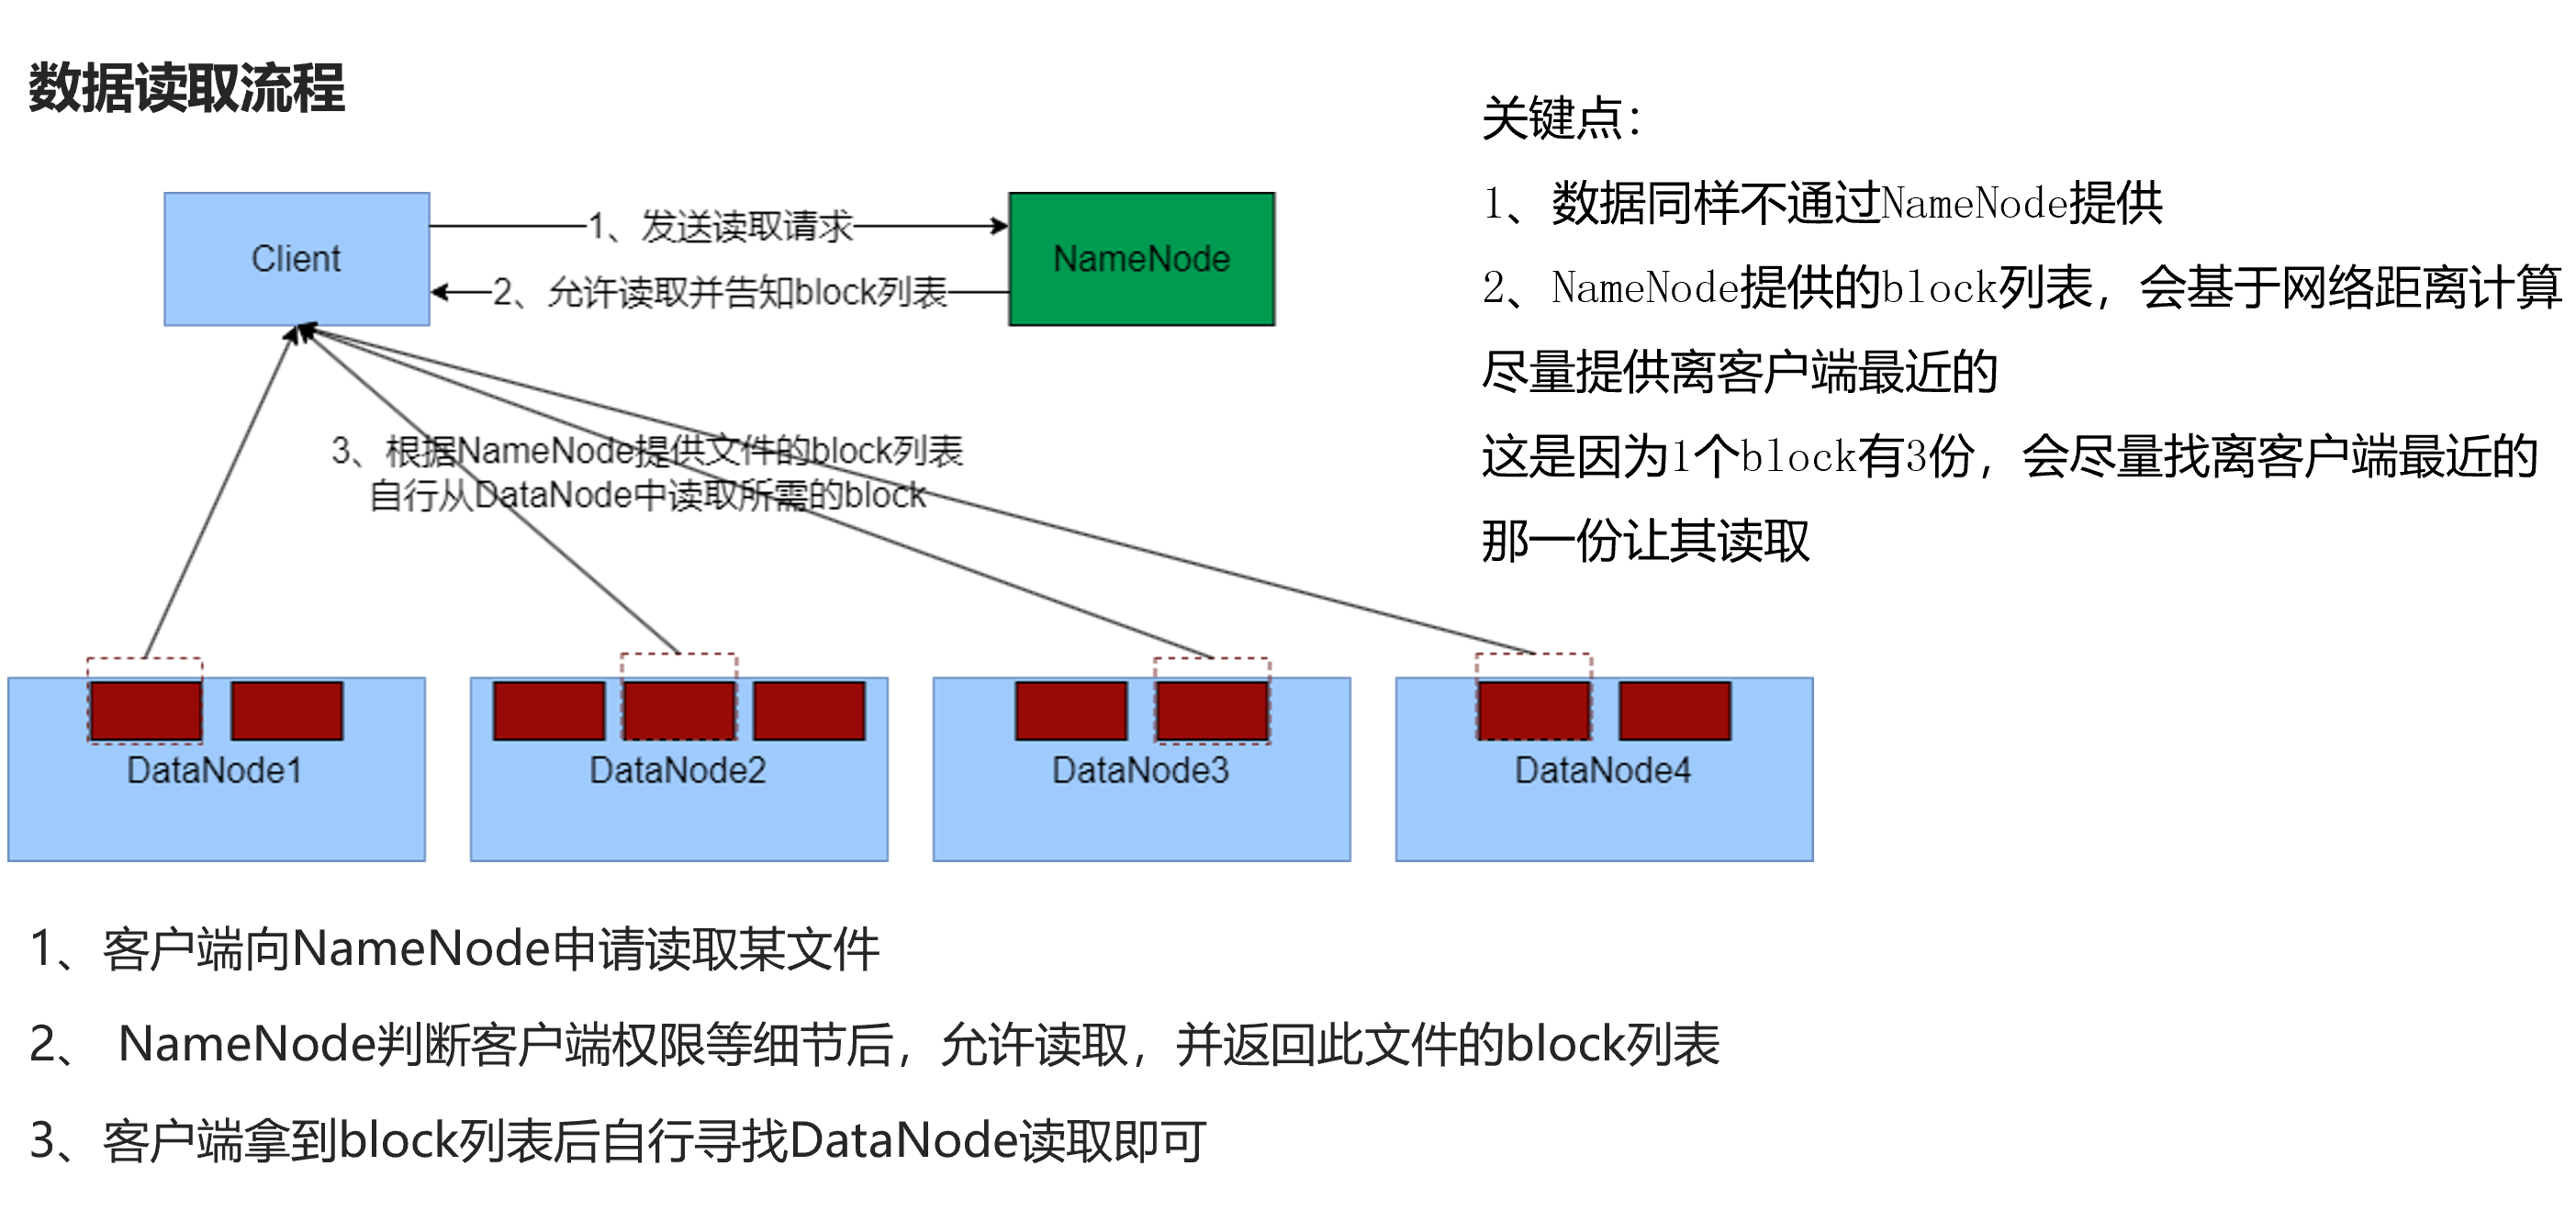 数据读取流程
Client
1、发送读取请求
NameNode
2、允许读取并告知block列表
3、根据NameNode提供文件的block列表
自行从DataNode中读取所需的block
DataNode1
DataNode2
DataNode3
DataNode4
关键点：
1、数据同样不通过NameNode提供
2、NameNode提供的block列表，会基于网络距离计算
尽量提供离客户端最近的
这是因为1个block有3份，会尽量找离客户端最近的
那一份让其读取
1、客户端向NameNode申请读取某文件
2、 NameNode判断客户端权限等细节后，允许读取，并返回此文件的block列表
3、客户端拿到block列表后自行寻找DataNode读取即可